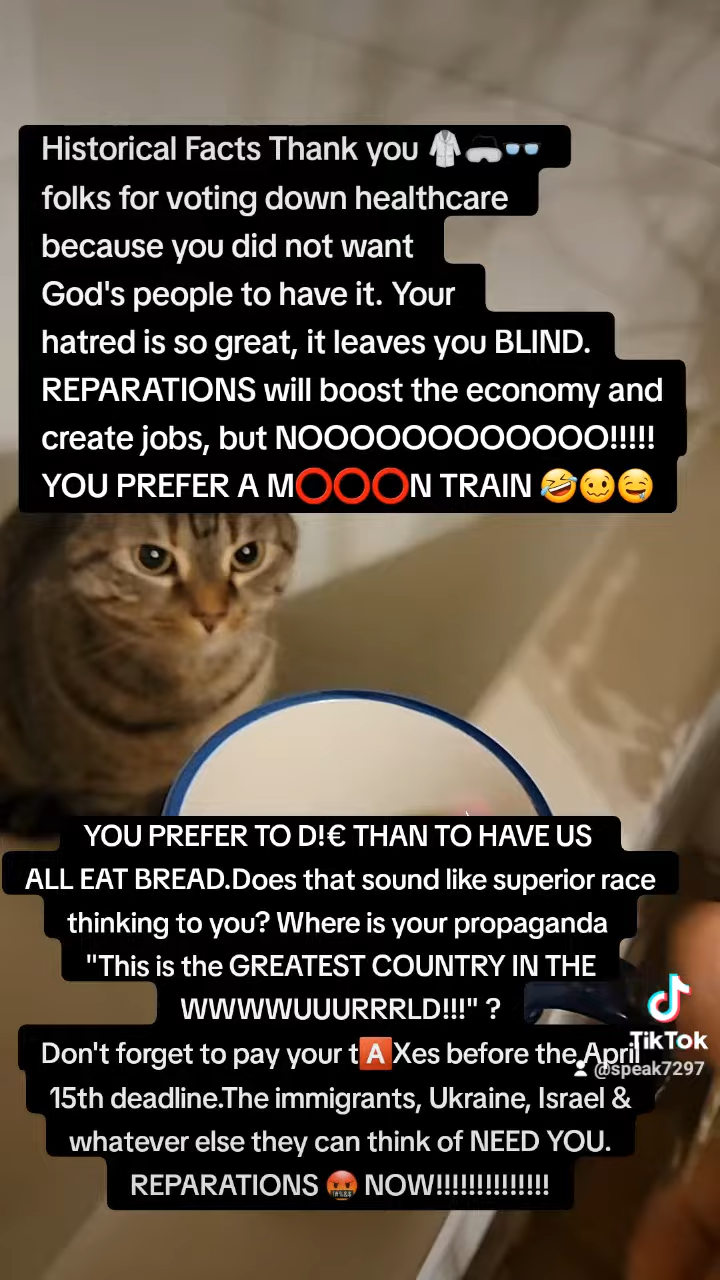 Historical Facts Thank you 🥼🥽👓
folks for voting down healthcare
because you did not want
God's people to have it. Your
hatred is so great, it leaves you BLIND.
REPARATIONS will boost the economy and
create jobs, but NOOOOOOOOOOOO!!!!!
YOU PREFER A M⭕⭕⭕N TRAIN 🤣🥴🤤
YOU PREFER TO D!€ THAN TO HAVE US
ALL EAT BREAD.Does that sound like superior race
thinking to you? Where is your propaganda
"This is the GREATEST COUNTRY IN THE
WWWWUUURRRLD!!!" ?
Don't forget to pay your t🅰️Xes before the April
15th deadline.The immigrants, Ukraine, Israel &
whatever else they can think of NEED YOU.
REPARATIONS 🤬 NOW!!!!!!!!!!!!!!
TikTok
@speak7297